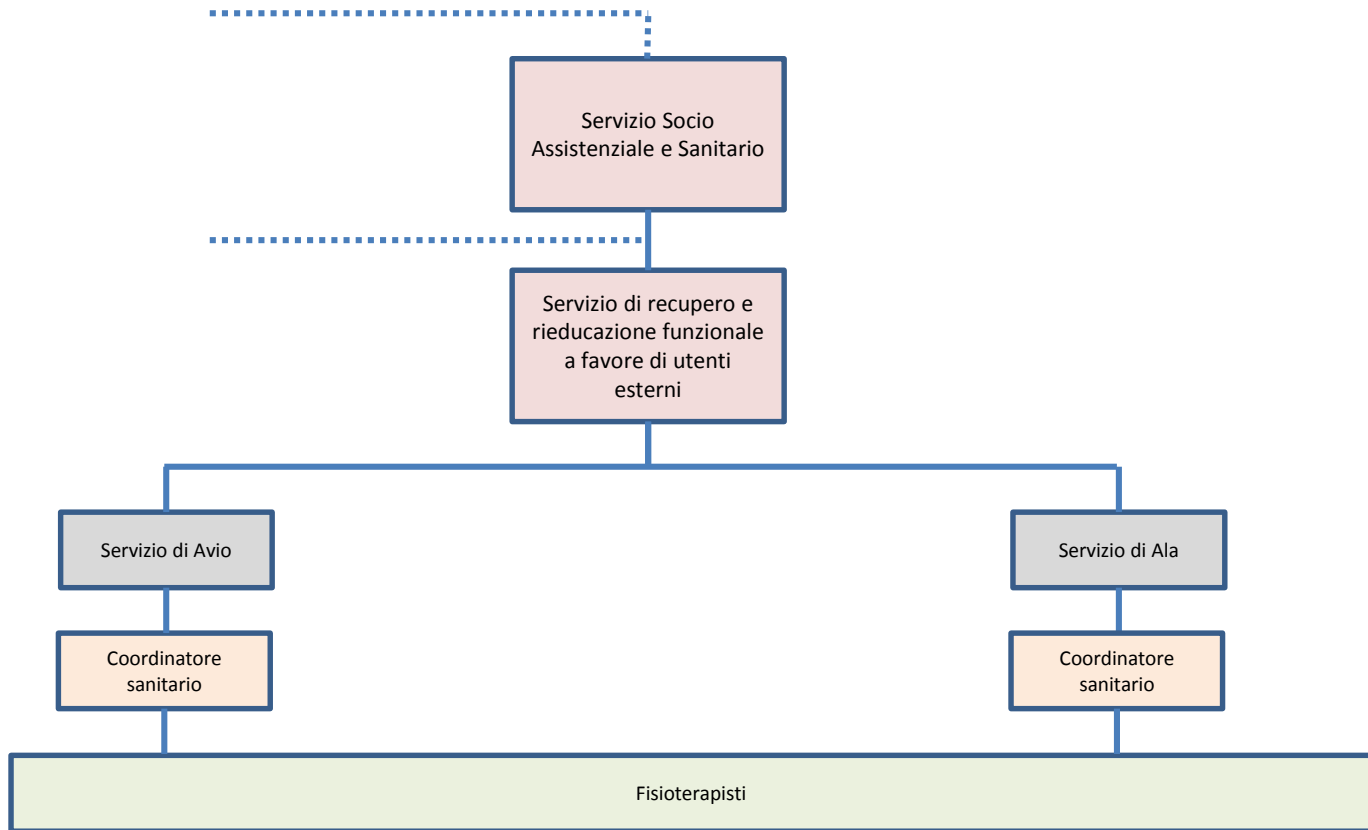 Servizio Socio
Assistenziale e Sanitario
Servizio di recupero e
rieducazione funzionale
a favore di utenti
esterni
Servizio di Avio
Servizio di Ala
Coordinatore
sanitario
Coordinatore
sanitario
Fisioterapisti